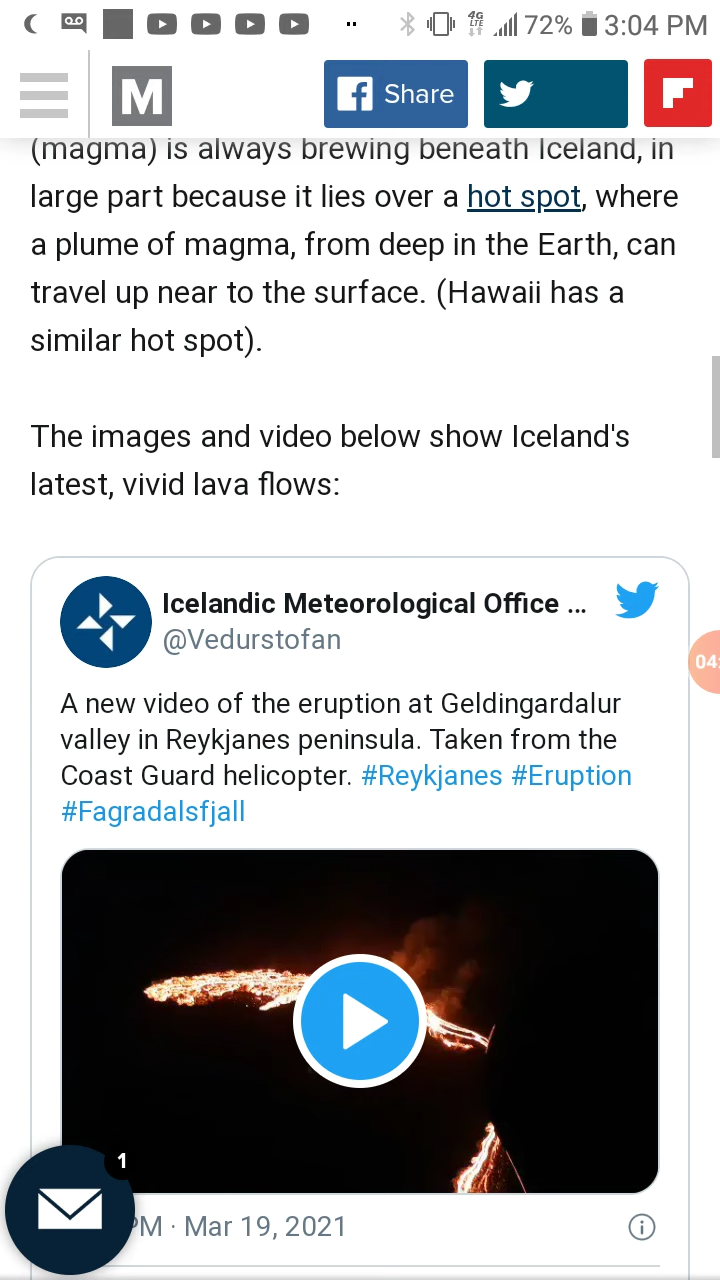 4G LTE 72% 3:04 PM
M Share
(magma) is always brewing beneath Iceland, in
large part because it lies over a hot spot, where
a plume of magma, from deep in the Earth, can
travel up near to the surface. (Hawaii has a
similar hot spot).
The images and video below show Iceland's
latest, vivid lava flows:
Icelandic Meteorological Office ...
@Vedurstofan
04:
A new video of the eruption at Geldingardalur
valley in Reykjanes peninsula. Taken from the
Coast Guard helicopter. #Reykjanes #Eruption
#Fagradalsfjall
1
PM · Mar 19, 2021